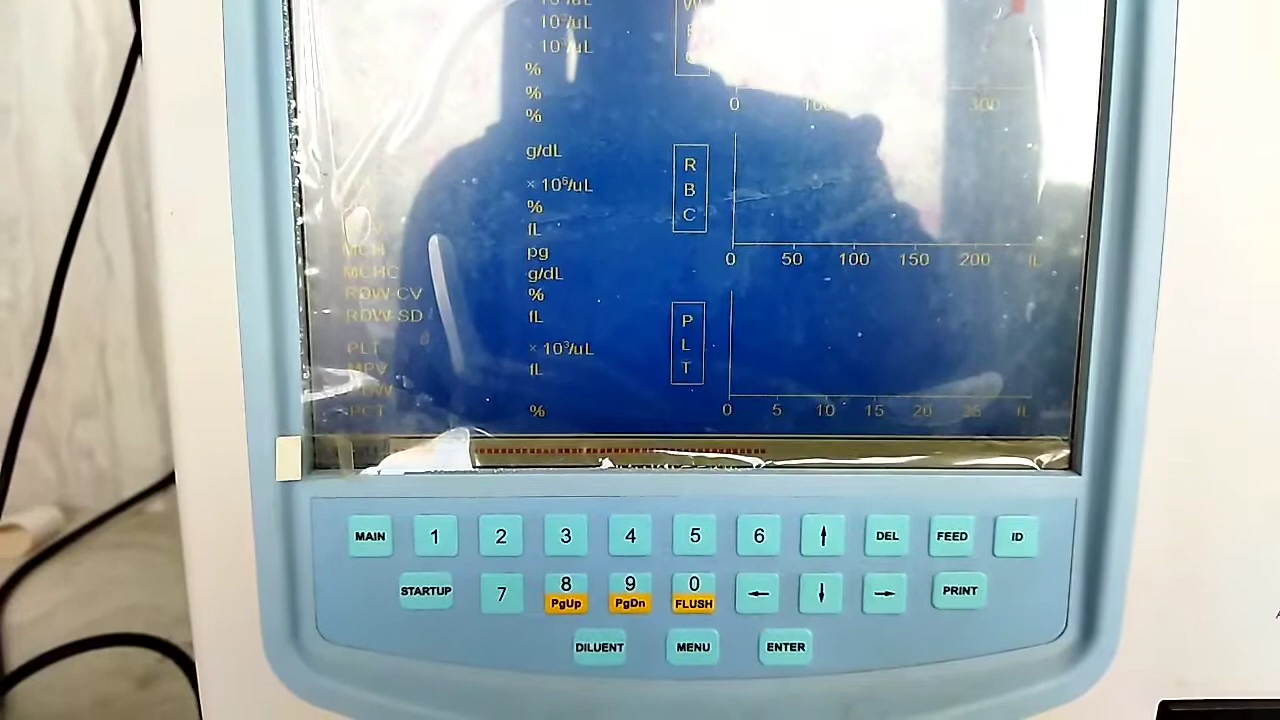 × 10³/uL
× 10³/uL
%
%
%
0 300
g/dL
R
B
C
× 10⁶/uL
%
fL
0 50 100 150 200 fL
MCH pg
MCHC g/dL
RDW-CV %
RDW-SD fL
P
L
T
PLT × 10³/uL
MPV fL
PCT %
0 5 10 15 20 fL
MAIN 1 2 3 4 5 6 ↑ DEL FEED ID
STARTUP 7 8 PgUp 9 PgDn 0 FLUSH ← ↓ → PRINT
DILUENT MENU ENTER